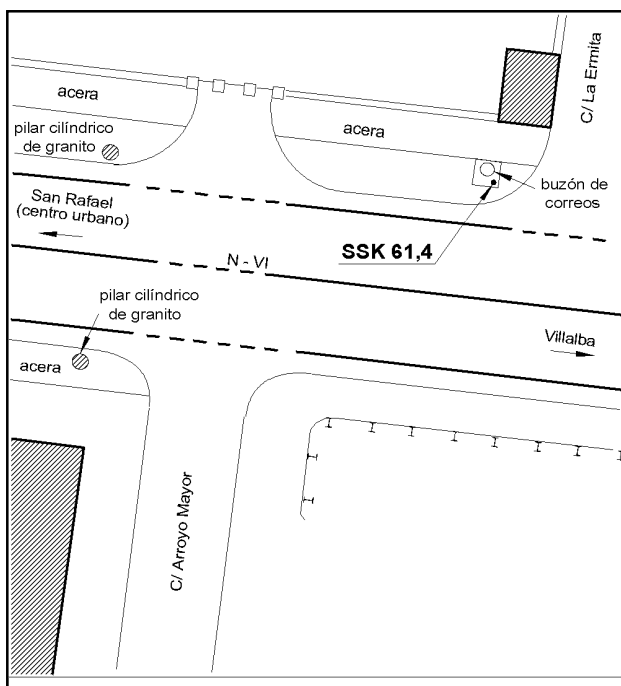 acera
pilar cilíndrico
de granito
acera
C/ La Ermita
buzón de
correos
San Rafael
(centro urbano)
SSK 61,4
N - VI
pilar cilíndrico
de granito
Villalba
acera
C/ Arroyo Mayor